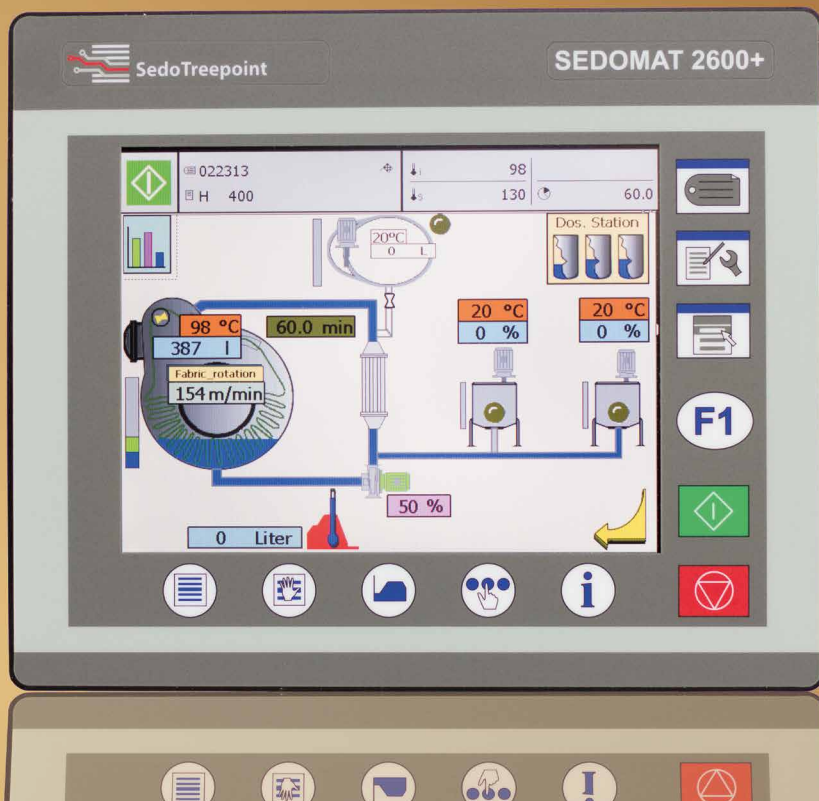 SedoTreepoint
SEDOMAT 2600+
022313
H 400
i 98
s 130
60.0
Dos. Station
20°C
0 L
98 °C
387 l
60.0 min
Fabric_rotation
154 m/min
20 °C
0 %
20 °C
0 %
F1
50 %
0 Liter
i